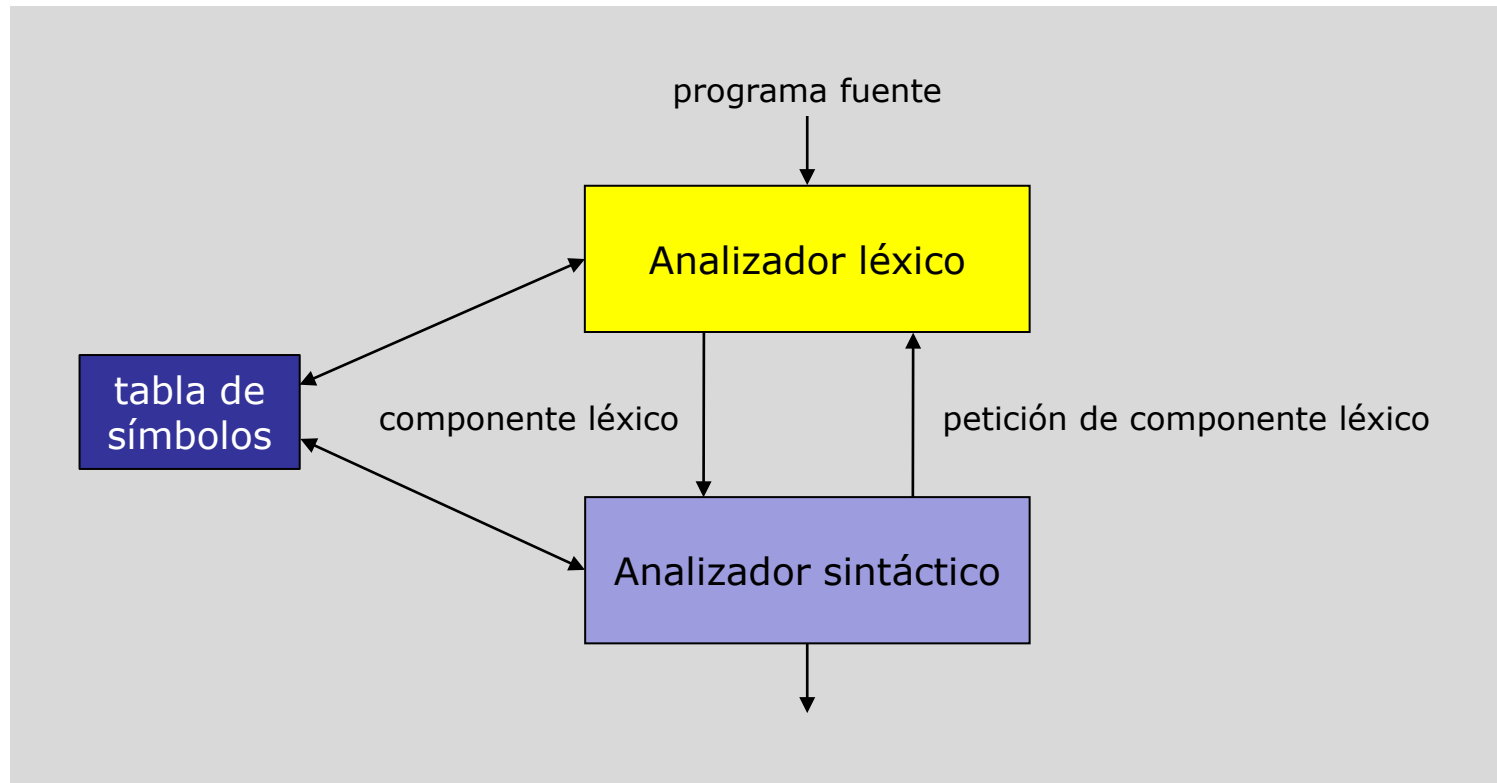 programa fuente
Analizador léxico
tabla de
símbolos
componente léxico
petición de componente léxico
Analizador sintáctico